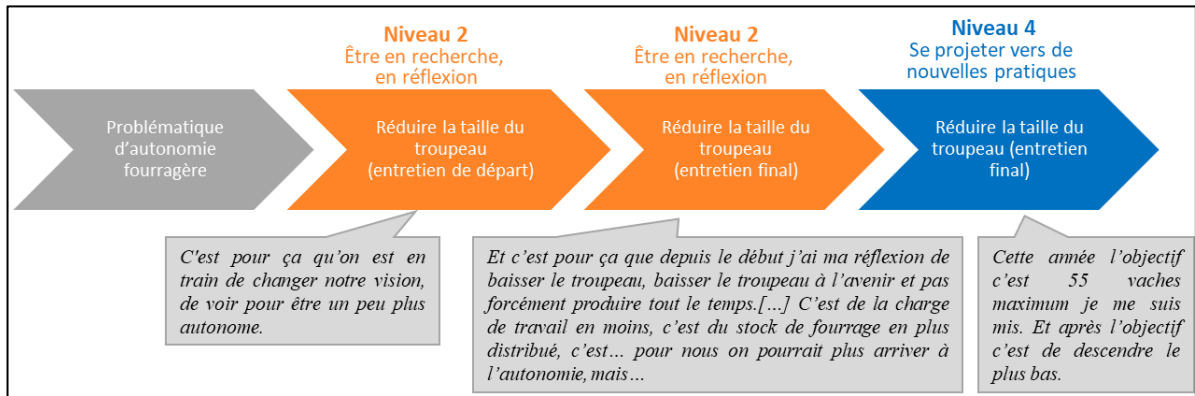 Niveau 2
Être en recherche,
en réflexion
Niveau 2
Être en recherche,
en réflexion
Niveau 4
Se projeter vers de
nouvelles pratiques
Problématique
d'autonomie
fourragère
Réduire la taille du
troupeau
(entretien de départ)
Réduire la taille du
troupeau
(entretien final)
Réduire la taille du
troupeau (entretien
final)
C'est pour ça qu'on est en
train de changer notre vision,
de voir pour être un peu plus
autonome.
Et c'est pour ça que depuis le début j'ai ma réflexion de
baisser le troupeau, baisser le troupeau à l'avenir et pas
forcément produire tout le temps.[…] C'est de la charge
de travail en moins, c'est du stock de fourrage en plus
distribué, c'est… pour nous on pourrait plus arriver à
l'autonomie, mais…
Cette année l'objectif
c'est 55 vaches
maximum je me suis
mis. Et après l'objectif
c'est de descendre le
plus bas.